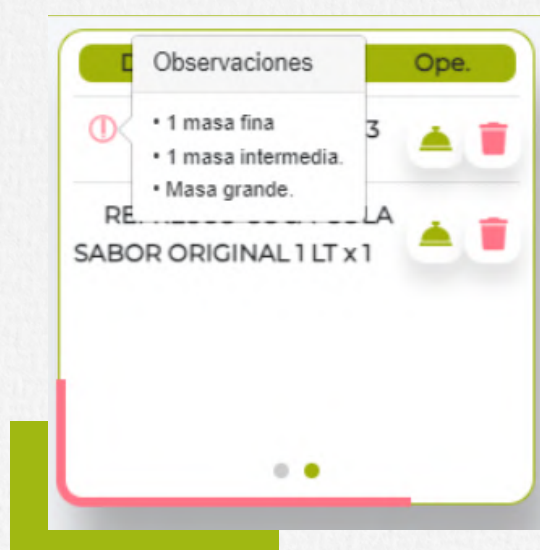 Observaciones
Ope.
• 1 masa fina
3
• 1 masa intermedia.
• Masa grande.
SABOR ORIGINAL 1 LT x 1